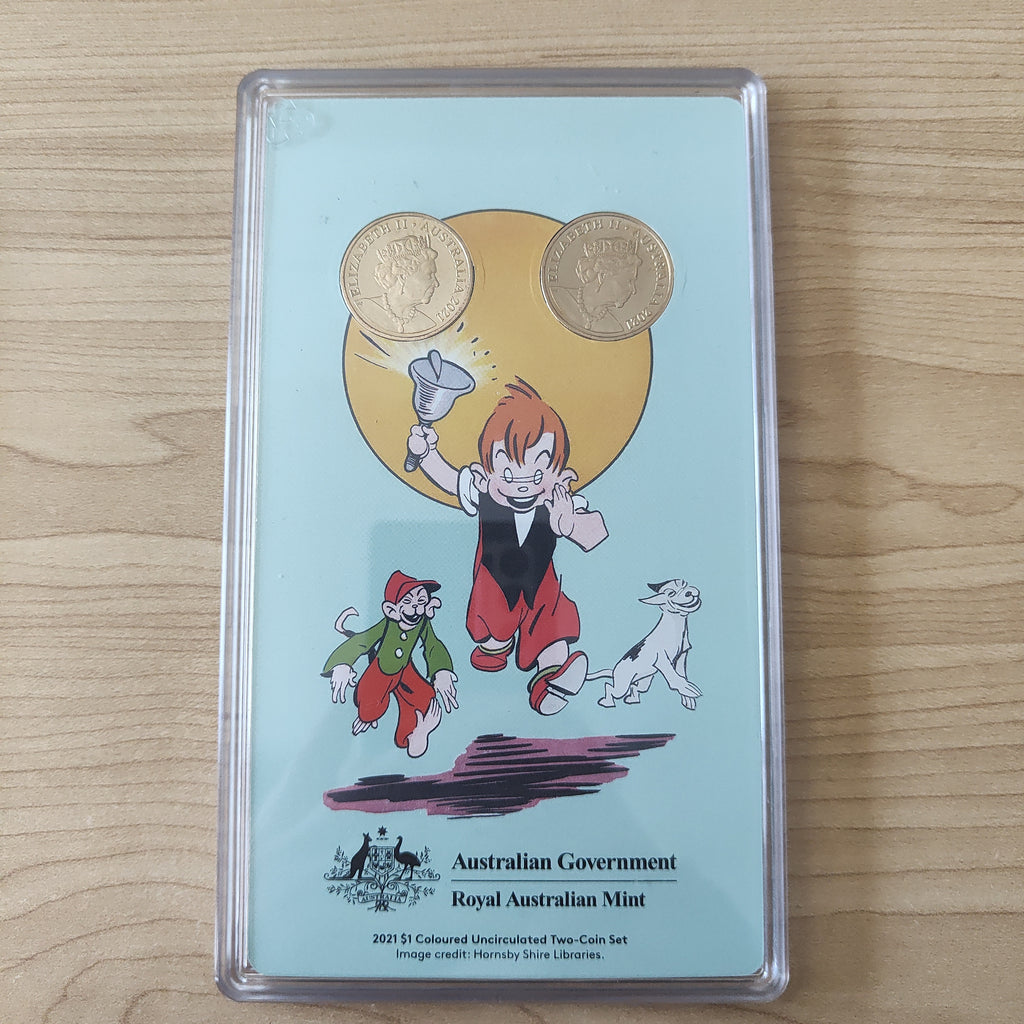 ELIZABETH II · AUSTRALIA 2021
ELIZABETH II · AUSTRALIA 2021
AUSTRALIA
Australian Government
Royal Australian Mint
2021 $1 Coloured Uncirculated Two-Coin Set
Image credit: Hornsby Shire Libraries.